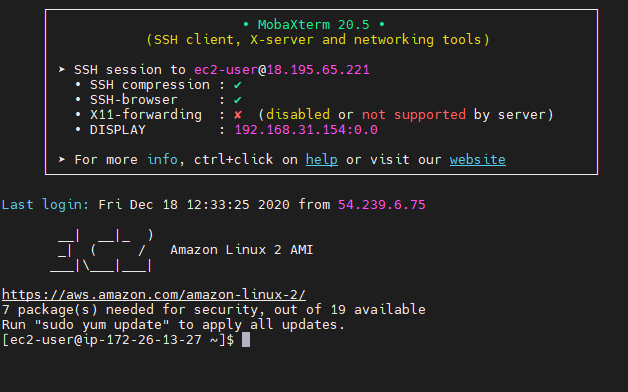 • MobaXterm 20.5 •
(SSH client, X-server and networking tools)
➤ SSH session to ec2-user@18.195.65.221
• SSH compression : ✔
• SSH-browser     : ✔
• X11-forwarding  : ✘  (disabled or not supported by server)
• DISPLAY         : 192.168.31.154:0.0
➤ For more info, ctrl+click on help or visit our website
Last login: Fri Dec 18 12:33:25 2020 from 54.239.6.75
       __|  __|_  )
       _|  (     /   Amazon Linux 2 AMI
      ___|\___|___|
https://aws.amazon.com/amazon-linux-2/
7 package(s) needed for security, out of 19 available
Run "sudo yum update" to apply all updates.
[ec2-user@ip-172-26-13-27 ~]$